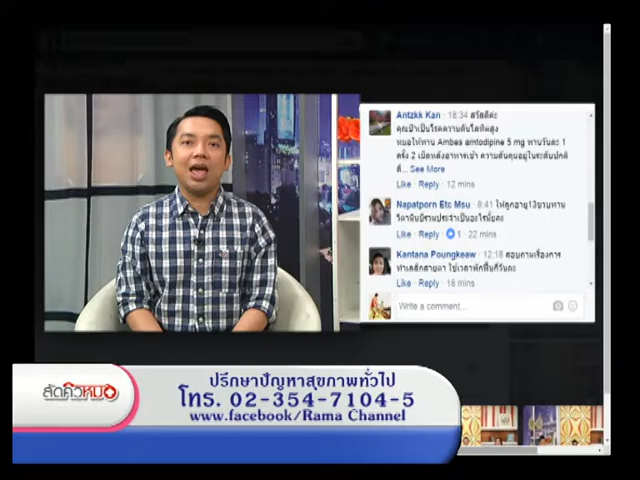 Antzkk Kan · 18:34 สวัสดีค่ะ
คุณป้าเป็นโรคความดันโลหิตสูง
หมอให้ทาน Ambes amtodipine 5 mg ทานวันละ 1
ครั้ง 2 เม็ดหลังอาหารเช้า ความดันคุมอยู่ในระดับปกติ
ดี... See More
Like · Reply · 12 mins
Napatporn Etc Msu · 8:41 ให้ลูกอายุ13ขวบทาน
วิตามินบีรวมประจำเป็นอะไรมั้ยคะ
Like · Reply · 1 · 22 mins
Kantana Poungkeaw · 12:18 สอบถามเรื่องการ
ทำเลสิกสายตา ใช้เวลาพักฟื้นกี่วันคะ
Like · Reply · 18 mins
Write a comment...
ลัดคิวหมอ
ปรึกษาปัญหาสุขภาพทั่วไป
โทร. 02-354-7104-5
www.facebook/Rama Channel